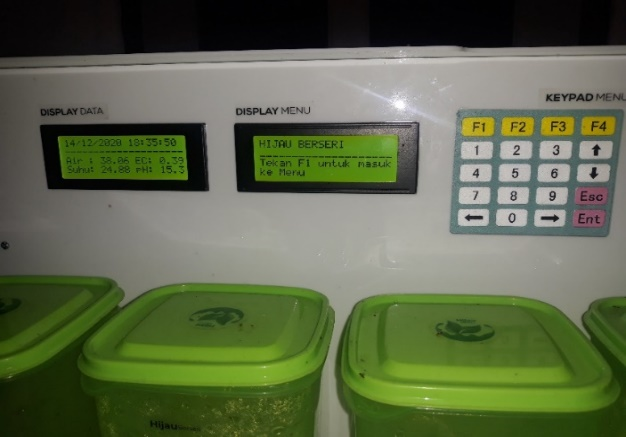 DISPLAY DATA
14/12/2020 18:35:50
Air : 38.06 EC: 0.39
Suhu: 24.88 mH: 15.3
DISPLAY MENU
HIJAU BERSERI
Tekan F1 untuk masuk
ke Menu
KEYPAD MENU
F1 F2 F3 F4
1 2 3 ↑
4 5 6 ↓
7 8 9 Esc
← 0 → Ent
Hijau